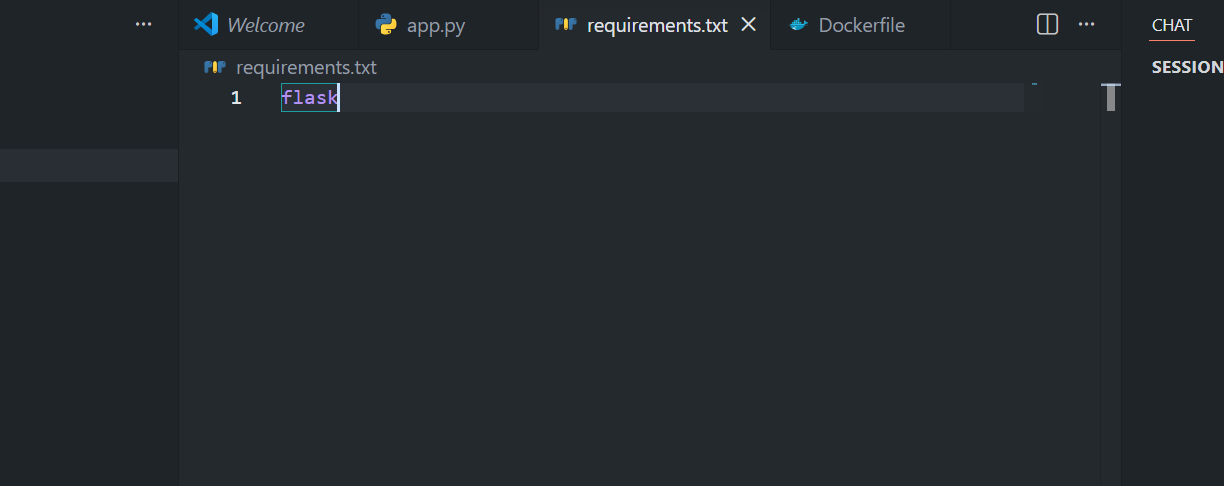 Welcome app.py requirements.txt Dockerfile CHAT
requirements.txt SESSION
1 flask